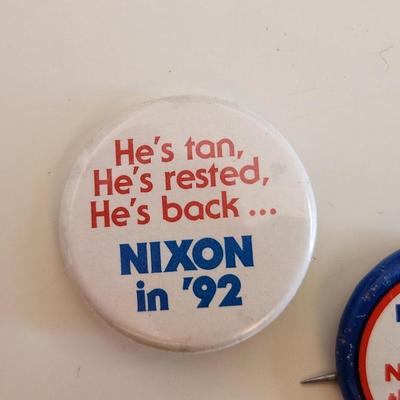 He's tan,
He's rested,
He's back...
NIXON
in '92
N